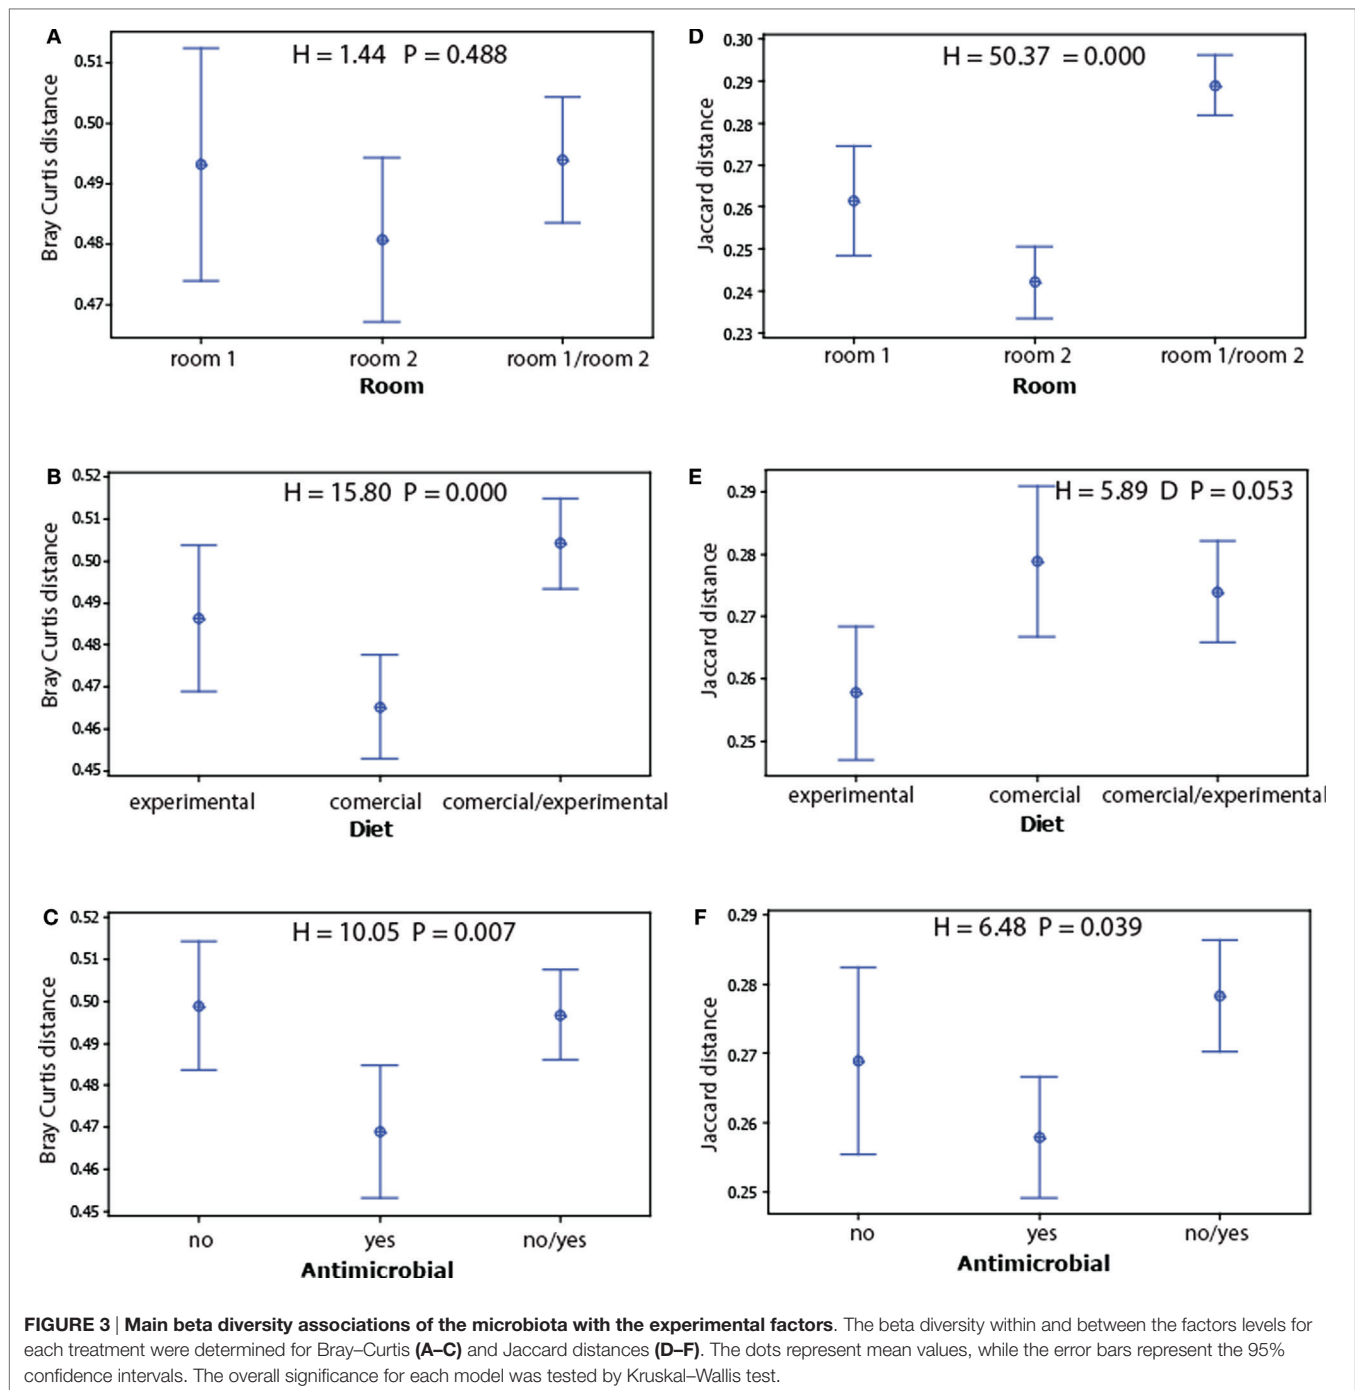 A
H = 1.44 P = 0.488
Bray Curtis distance
0.51
0.50
0.49
0.48
0.47
room 1 room 2 room 1/room 2
Room
D
H = 50.37 = 0.000
Jaccard distance
0.30
0.29
0.28
0.27
0.26
0.25
0.24
0.23
room 1 room 2 room 1/room 2
Room
B
H = 15.80 P = 0.000
Bray Curtis distance
0.52
0.51
0.50
0.49
0.48
0.47
0.46
0.45
experimental comercial comercial/experimental
Diet
E
H = 5.89 D P = 0.053
Jaccard distance
0.29
0.28
0.27
0.26
0.25
experimental comercial comercial/experimental
Diet
C
H = 10.05 P = 0.007
Bray Curtis distance
0.52
0.51
0.50
0.49
0.48
0.47
0.46
0.45
no yes no/yes
Antimicrobial
F
H = 6.48 P = 0.039
Jaccard distance
0.29
0.28
0.27
0.26
0.25
no yes no/yes
Antimicrobial
FIGURE 3 | Main beta diversity associations of the microbiota with the experimental factors. The beta diversity within and between the factors levels for
each treatment were determined for Bray–Curtis (A–C) and Jaccard distances (D–F). The dots represent mean values, while the error bars represent the 95%
confidence intervals. The overall significance for each model was tested by Kruskal–Wallis test.